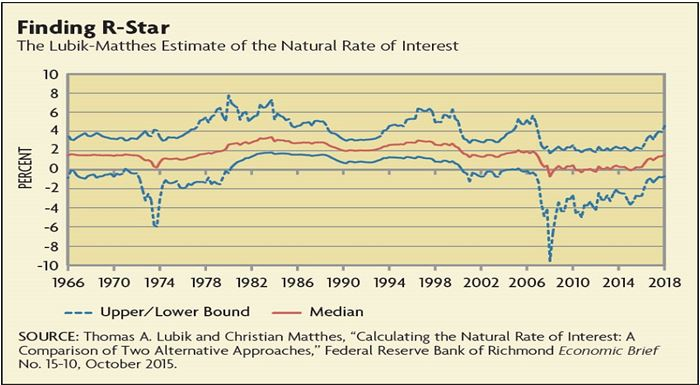 Finding R-Star
The Lubik-Matthes Estimate of the Natural Rate of Interest
PERCENT
10
8
6
4
2
0
-2
-4
-6
-8
-10
1966 1970 1974 1978 1982 1986 1990 1994 1998 2002 2006 2010 2014 2018
Upper/Lower Bound Median
SOURCE: Thomas A. Lubik and Christian Matthes, “Calculating the Natural Rate of Interest: A
Comparison of Two Alternative Approaches,” Federal Reserve Bank of Richmond Economic Brief
No. 15-10, October 2015.